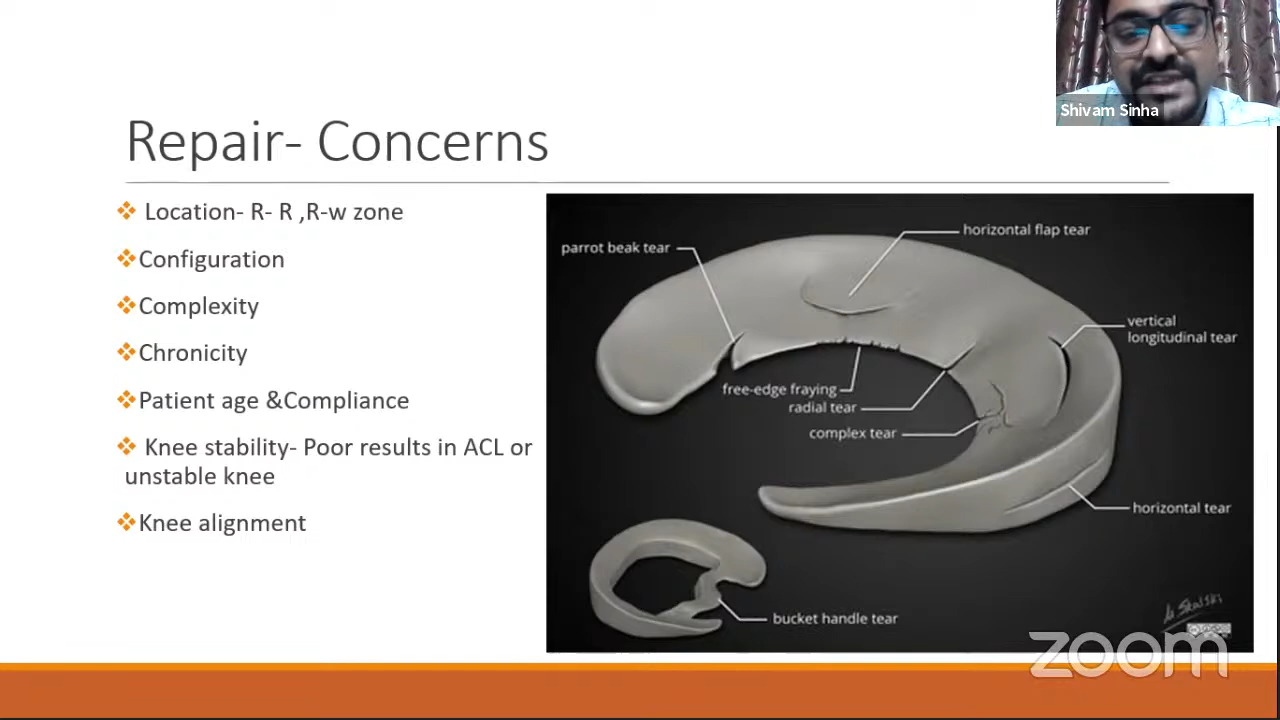 Shivam Sinha
Repair- Concerns
Location- R- R ,R-w zone
Configuration
Complexity
Chronicity
Patient age &Compliance
Knee stability- Poor results in ACL or
unstable knee
Knee alignment
horizontal flap tear
parrot beak tear
vertical
longitudinal tear
free-edge fraying
radial tear
complex tear
horizontal tear
bucket handle tear
zoom